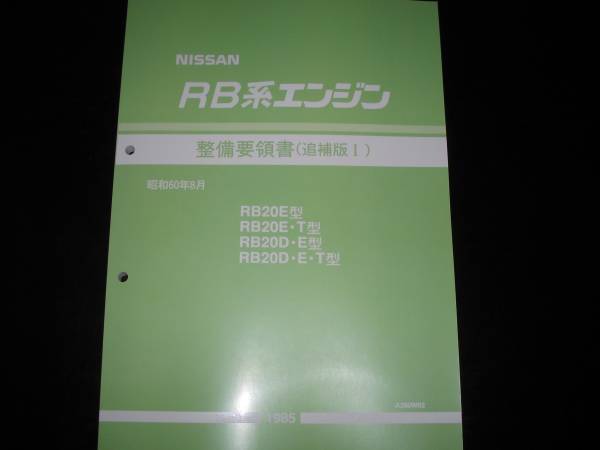 NISSAN
RB系エンジン
整備要領書(追補版Ⅰ)
昭和60年8月
RB20E型
RB20E・T型
RB20D・E型
RB20D・E・T型
1985